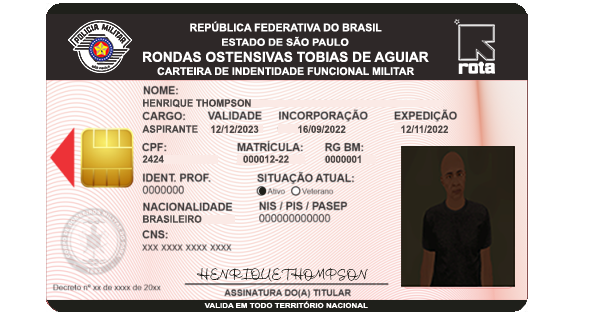 POLICIA MILITAR
REPÚBLICA FEDERATIVA DO BRASIL
ESTADO DE SÃO PAULO
RONDAS OSTENSIVAS TOBIAS DE AGUIAR
CARTEIRA DE INDENTIDADE FUNCIONAL MILITAR
rota
NOME:
HENRIQUE THOMPSON
CARGO: VALIDADE INCORPORAÇÃO EXPEDIÇÃO
ASPIRANTE 12/12/2023 16/09/2022 12/11/2022
CPF: MATRÍCULA: RG BM:
2424 000012-22 0000001
IDENT. PROF. SITUAÇÃO ATUAL:
0000000 Ativo Veterano
NACIONALIDADE NIS / PIS / PASEP
BRASILEIRO 000000000000
CNS:
xxx xxxx xxxx xxxx
HENRIQUETHOMPSON
Decreto nº xx de xxxx de 20xx
ASSINATURA DO(A) TITULAR
VALIDA EM TODO TERRITÓRIO NACIONAL